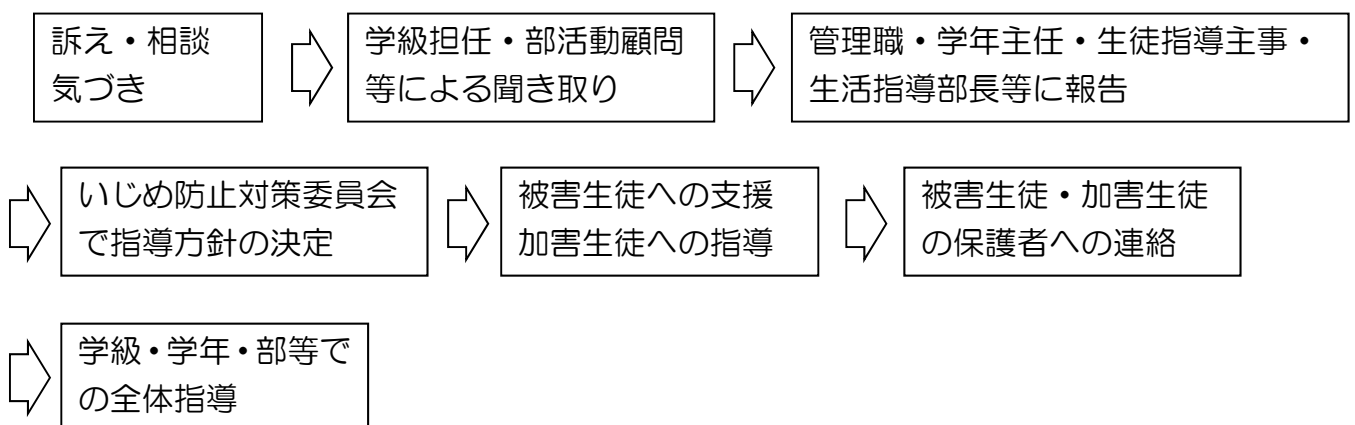 訴え・相談
気づき
学級担任・部活動顧問
等による聞き取り
管理職・学年主任・生徒指導主事・
生活指導部長等に報告
いじめ防止対策委員会
で指導方針の決定
被害生徒への支援
加害生徒への指導
被害生徒・加害生徒
の保護者への連絡
学級・学年・部等で
の全体指導